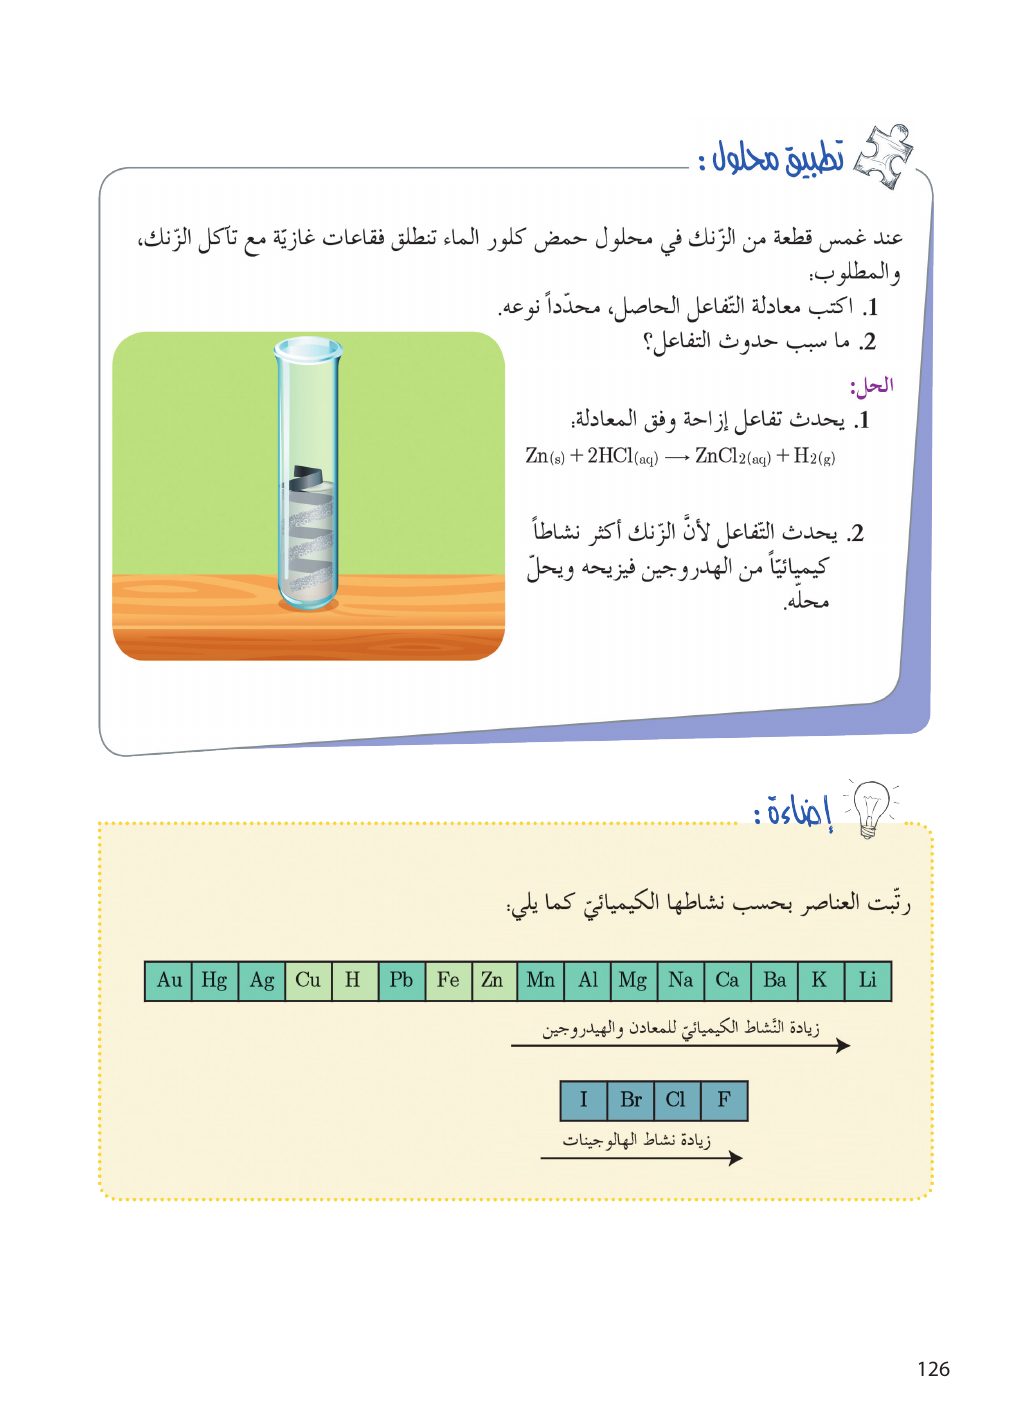 تطبيق محلول :
عند غمس قطعة من الزّنك في محلول حمض كلور الماء تنطلق فقاعات غازيّة مع تآكل الزّنك،
والمطلوب:
1. اكتب معادلة التّفاعل الحاصل، محدّداً نوعه.
2. ما سبب حدوث التفاعل؟
الحل:
1. يحدث تفاعل إزاحة وفق المعادلة:
Zn(s) + 2HCl(aq) ⟶ ZnCl2(aq) + H2(g)
2. يحدث التّفاعل لأنَّ الزّنك أكثر نشاطاً
كيميائيّاً من الهدروجين فيزيحه ويحلّ
محلّه.
إضاءة :
رتّبت العناصر بحسب نشاطها الكيميائيّ كما يلي:
Au Hg Ag Cu H Pb Fe Zn Mn Al Mg Na Ca Ba K Li
زيادة النَّشاط الكيميائيّ للمعادن والهيدروجين
I Br Cl F
زيادة نشاط الهالوجينات
126